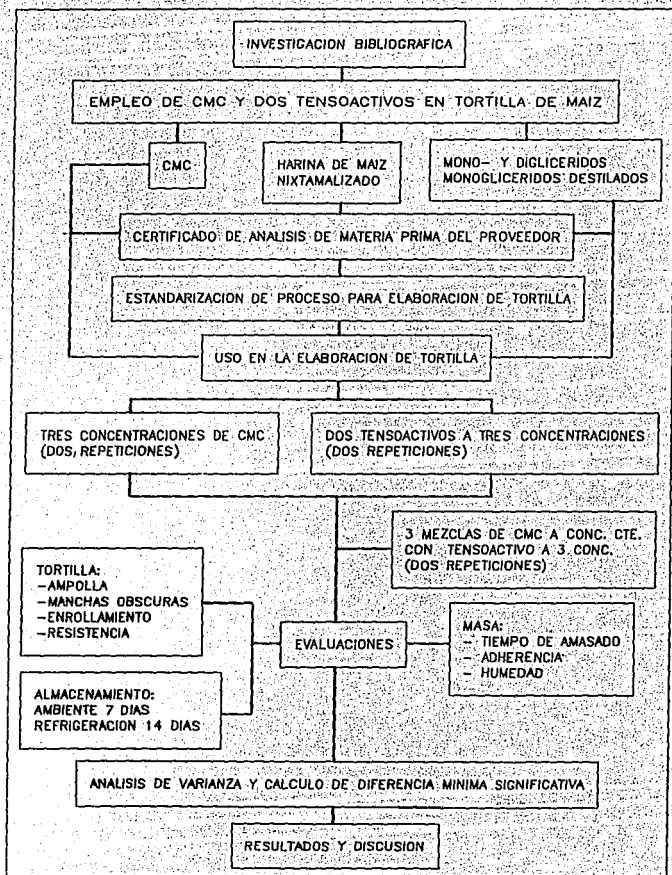 INVESTIGACION BIBLIOGRAFICA
EMPLEO DE CMC Y DOS TENSOACTIVOS EN TORTILLA DE MAIZ
CMC
HARINA DE MAIZ
NIXTAMALIZADO
MONO- Y DIGLICERIDOS
MONOGLICERIDOS DESTILADOS
CERTIFICADO DE ANALISIS DE MATERIA PRIMA DEL PROVEEDOR
ESTANDARIZACION DE PROCESO PARA ELABORACION DE TORTILLA
USO EN LA ELABORACION DE TORTILLA
TRES CONCENTRACIONES DE CMC
(DOS REPETICIONES)
DOS TENSOACTIVOS A TRES CONCENTRACIONES
(DOS REPETICIONES)
3 MEZCLAS DE CMC A CONC. CTE.
CON TENSOACTIVO A 3 CONC.
(DOS REPETICIONES)
TORTILLA:
-AMPOLLA
-MANCHAS OBSCURAS
-ENROLLAMIENTO
-RESISTENCIA
EVALUACIONES
MASA:
- TIEMPO DE AMASADO
- ADHERENCIA
- HUMEDAD
ALMACENAMIENTO:
AMBIENTE 7 DIAS
REFRIGERACION 14 DIAS
ANALISIS DE VARIANZA Y CALCULO DE DIFERENCIA MINIMA SIGNIFICATIVA
RESULTADOS Y DISCUSION